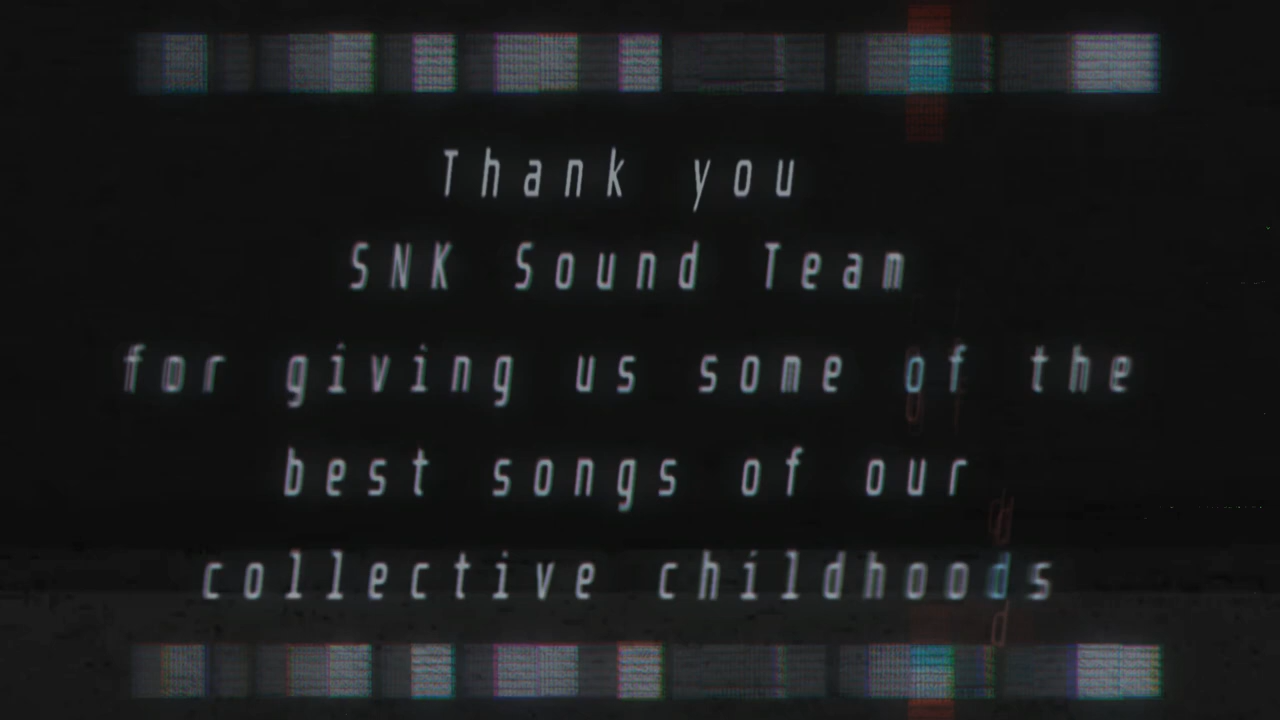 Thank you
SNK Sound Team
for giving us some of the
best songs of our
collective childhoods